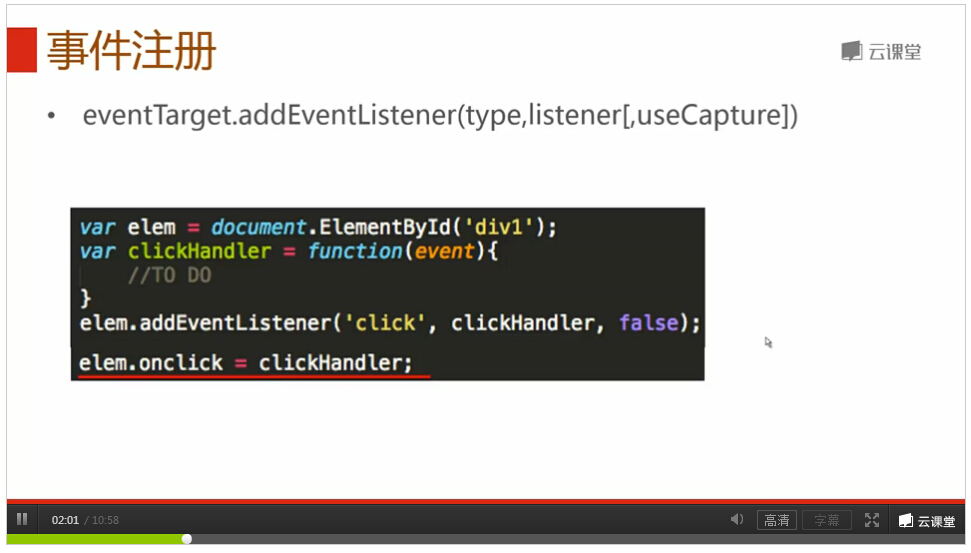 事件注册
云课堂
• eventTarget.addEventListener(type,listener[,useCapture])
var elem = document.ElementById('div1');
var clickHandler = function(event){
//TO DO
}
elem.addEventListener('click', clickHandler, false);
elem.onclick = clickHandler;
02:01 / 10:58 高清 字幕 云课堂